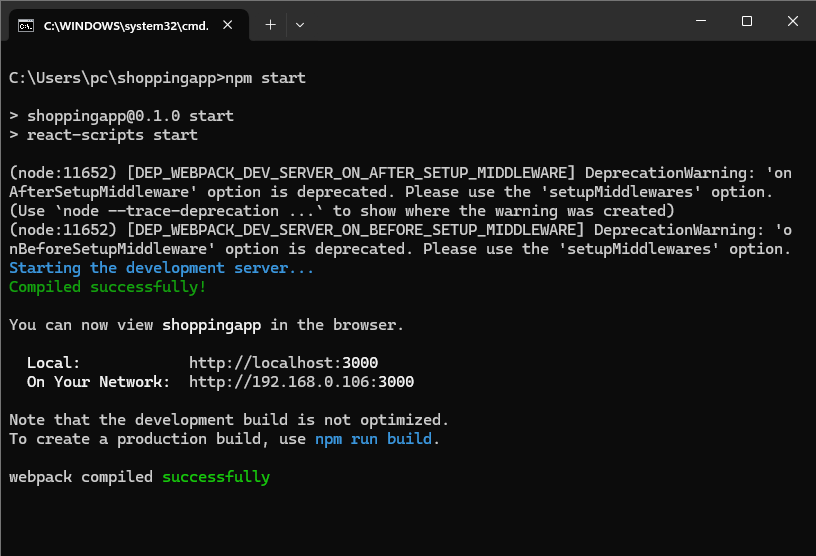 C:\WINDOWS\system32\cmd.
C:\Users\pc\shoppingapp>npm start
> shoppingapp@0.1.0 start
> react-scripts start
(node:11652) [DEP_WEBPACK_DEV_SERVER_ON_AFTER_SETUP_MIDDLEWARE] DeprecationWarning: 'on
AfterSetupMiddleware' option is deprecated. Please use the 'setupMiddlewares' option.
(Use `node --trace-deprecation ...` to show where the warning was created)
(node:11652) [DEP_WEBPACK_DEV_SERVER_ON_BEFORE_SETUP_MIDDLEWARE] DeprecationWarning: 'o
nBeforeSetupMiddleware' option is deprecated. Please use the 'setupMiddlewares' option.
Starting the development server...
Compiled successfully!
You can now view shoppingapp in the browser.
Local: http://localhost:3000
On Your Network: http://192.168.0.106:3000
Note that the development build is not optimized.
To create a production build, use npm run build.
webpack compiled successfully